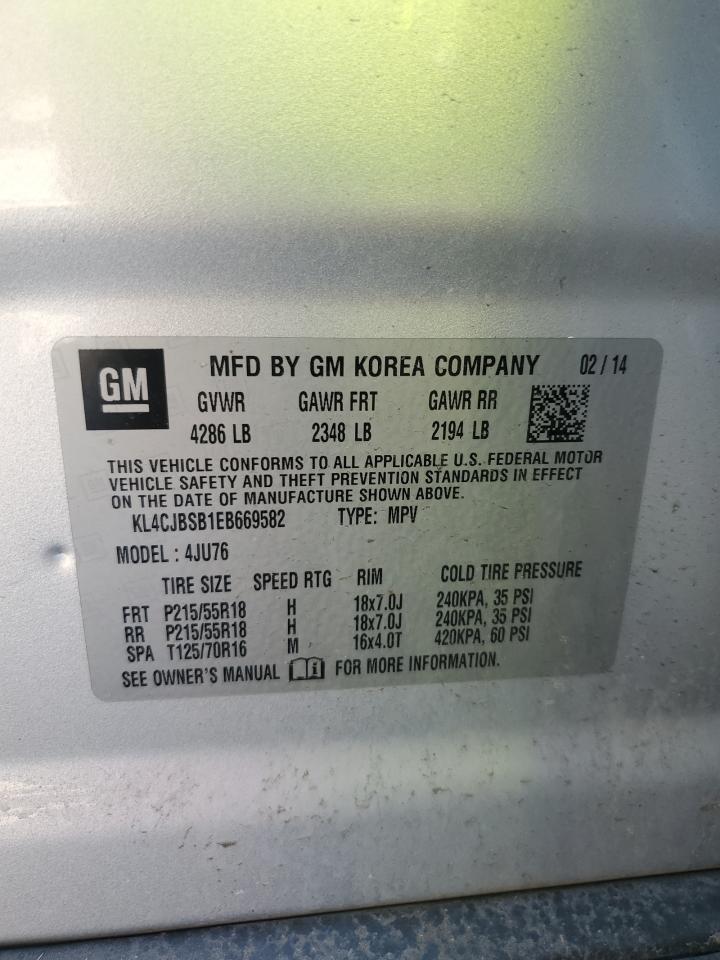 GM
MFD BY GM KOREA COMPANY 02 / 14
GVWR GAWR FRT GAWR RR
4286 LB 2348 LB 2194 LB
THIS VEHICLE CONFORMS TO ALL APPLICABLE U.S. FEDERAL MOTOR
VEHICLE SAFETY AND THEFT PREVENTION STANDARDS IN EFFECT
ON THE DATE OF MANUFACTURE SHOWN ABOVE.
KL4CJBSB1EB669582 TYPE: MPV
MODEL : 4JU76
TIRE SIZE SPEED RTG RIM COLD TIRE PRESSURE
FRT P215/55R18 H 18x7.0J 240KPA, 35 PSI
RR P215/55R18 H 18x7.0J 240KPA, 35 PSI
SPA T125/70R16 M 16x4.0T 420KPA, 60 PSI
SEE OWNER'S MANUAL FOR MORE INFORMATION.